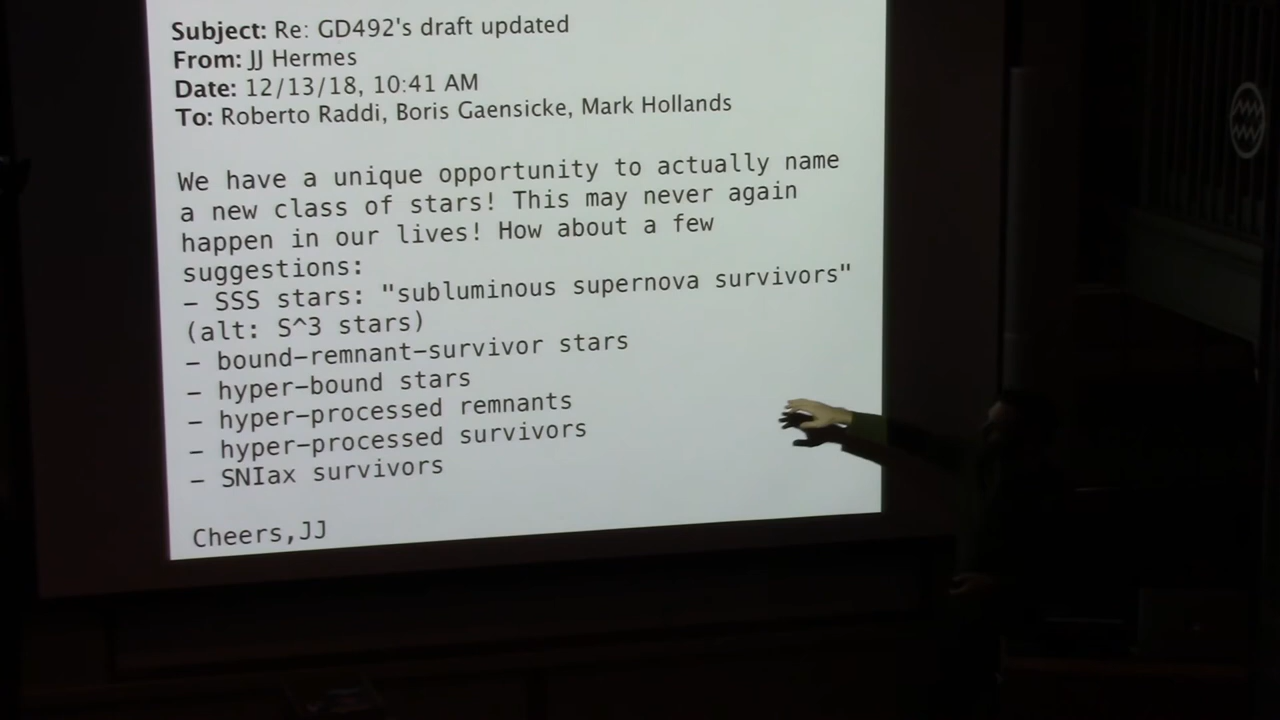 Subject: Re: GD492's draft updated
From: JJ Hermes
Date: 12/13/18, 10:41 AM
To: Roberto Raddi, Boris Gaensicke, Mark Hollands
We have a unique opportunity to actually name
a new class of stars! This may never again
happen in our lives! How about a few
suggestions:
– SSS stars: "subluminous supernova survivors"
(alt: S^3 stars)
– bound–remnant–survivor stars
– hyper–bound stars
– hyper–processed remnants
– hyper–processed survivors
– SNIax survivors
Cheers,JJ